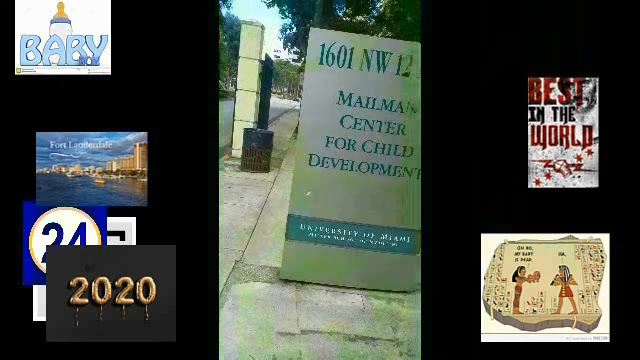 BABY
Fort Lauderdale
24
2020
1601 NW 12
MAILMAN
CENTER
FOR CHILD
DEVELOPMENT
UNIVERSITY OF MIAMI
BEST
IN THE
WORLD
OH NO,
MY BABY
IS DEAD.
HA.